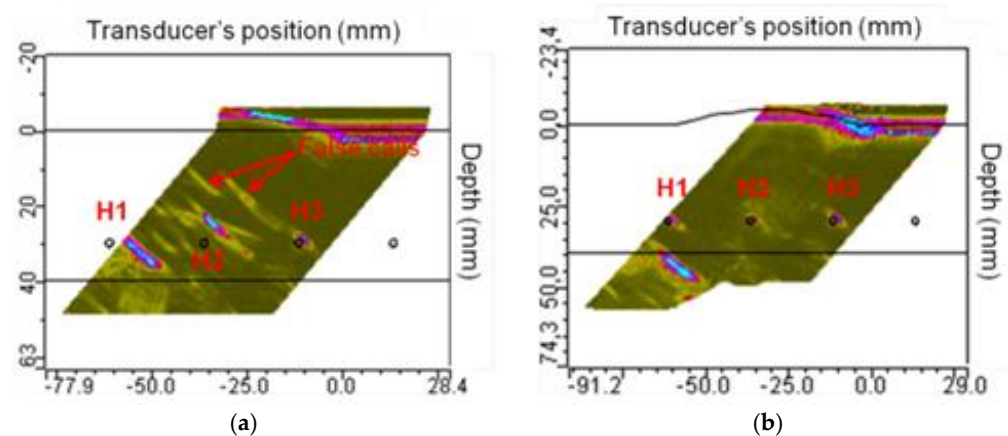 Transducer's position (mm)
-20
0
20
40
63
Depth (mm)
False calls
H1
H2
H3
-77.9 -50.0 -25.0 0.0 28.4
(a)
Transducer's position (mm)
-23,4
0,0
25,0
50,0
74,3
Depth (mm)
H1 H2 H3
-91.2 -50.0 -25.0 0.0 29.0
(b)